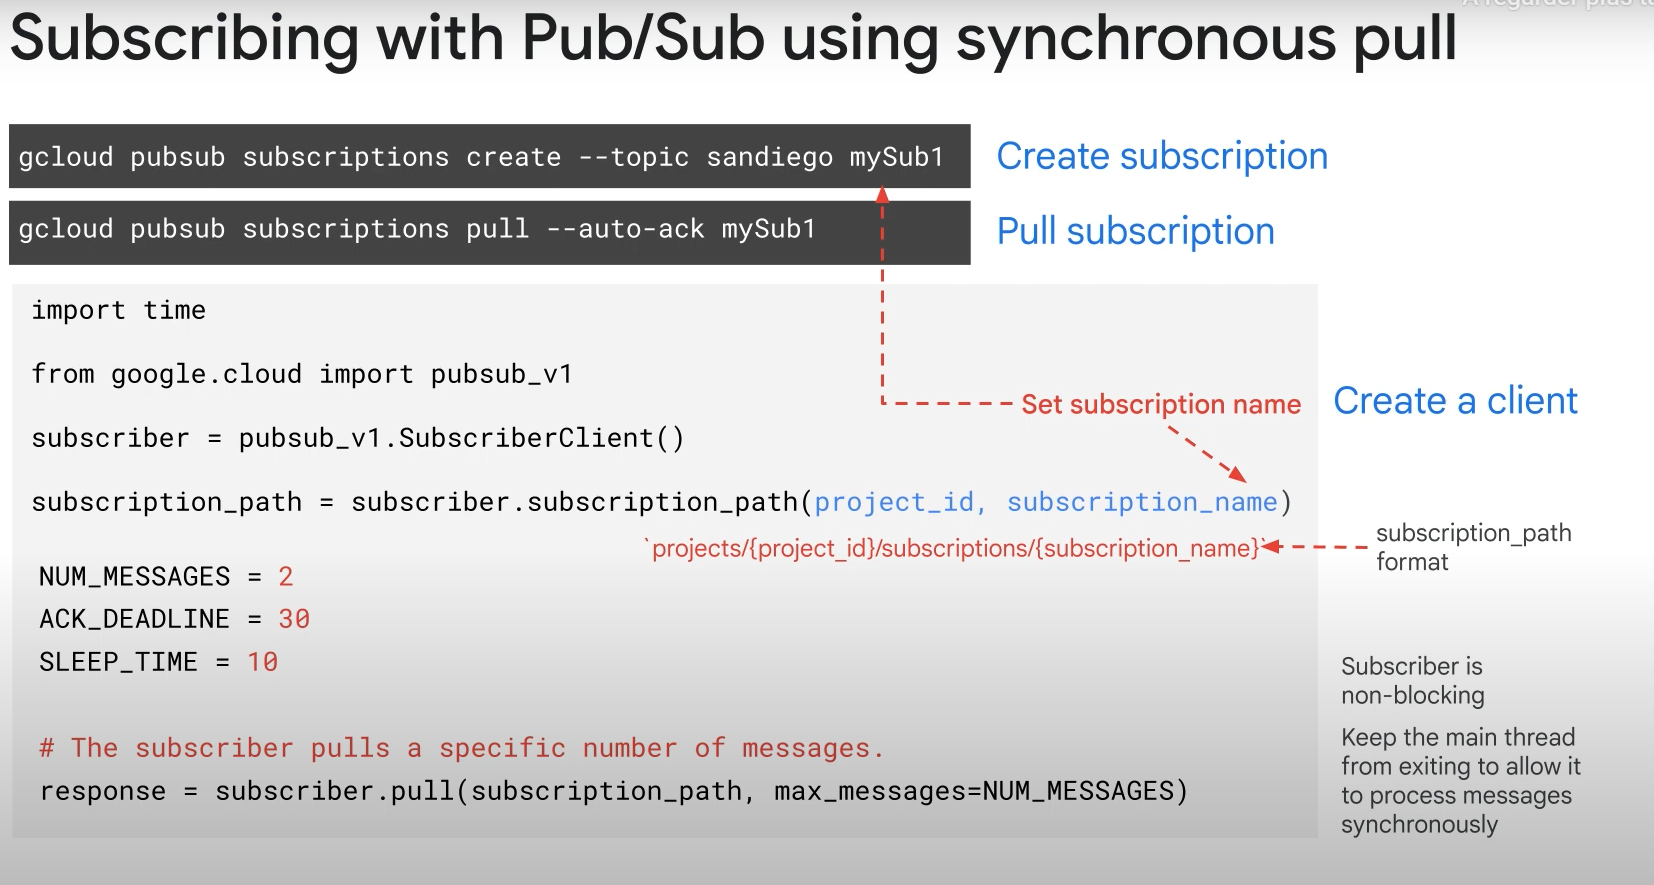 A regarder plus
Subscribing with Pub/Sub using synchronous pull
gcloud pubsub subscriptions create --topic sandiego mySub1
Create subscription
gcloud pubsub subscriptions pull --auto-ack mySub1
Pull subscription
import time
from google.cloud import pubsub_v1
Set subscription name
Create a client
subscriber = pubsub_v1.SubscriberClient()
subscription_path = subscriber.subscription_path(project_id, subscription_name)
`projects/{project_id}/subscriptions/{subscription_name}`
subscription_path
format
NUM_MESSAGES = 2
ACK_DEADLINE = 30
SLEEP_TIME = 10
# The subscriber pulls a specific number of messages.
response = subscriber.pull(subscription_path, max_messages=NUM_MESSAGES)
Subscriber is
non-blocking
Keep the main thread
from exiting to allow it
to process messages
synchronously